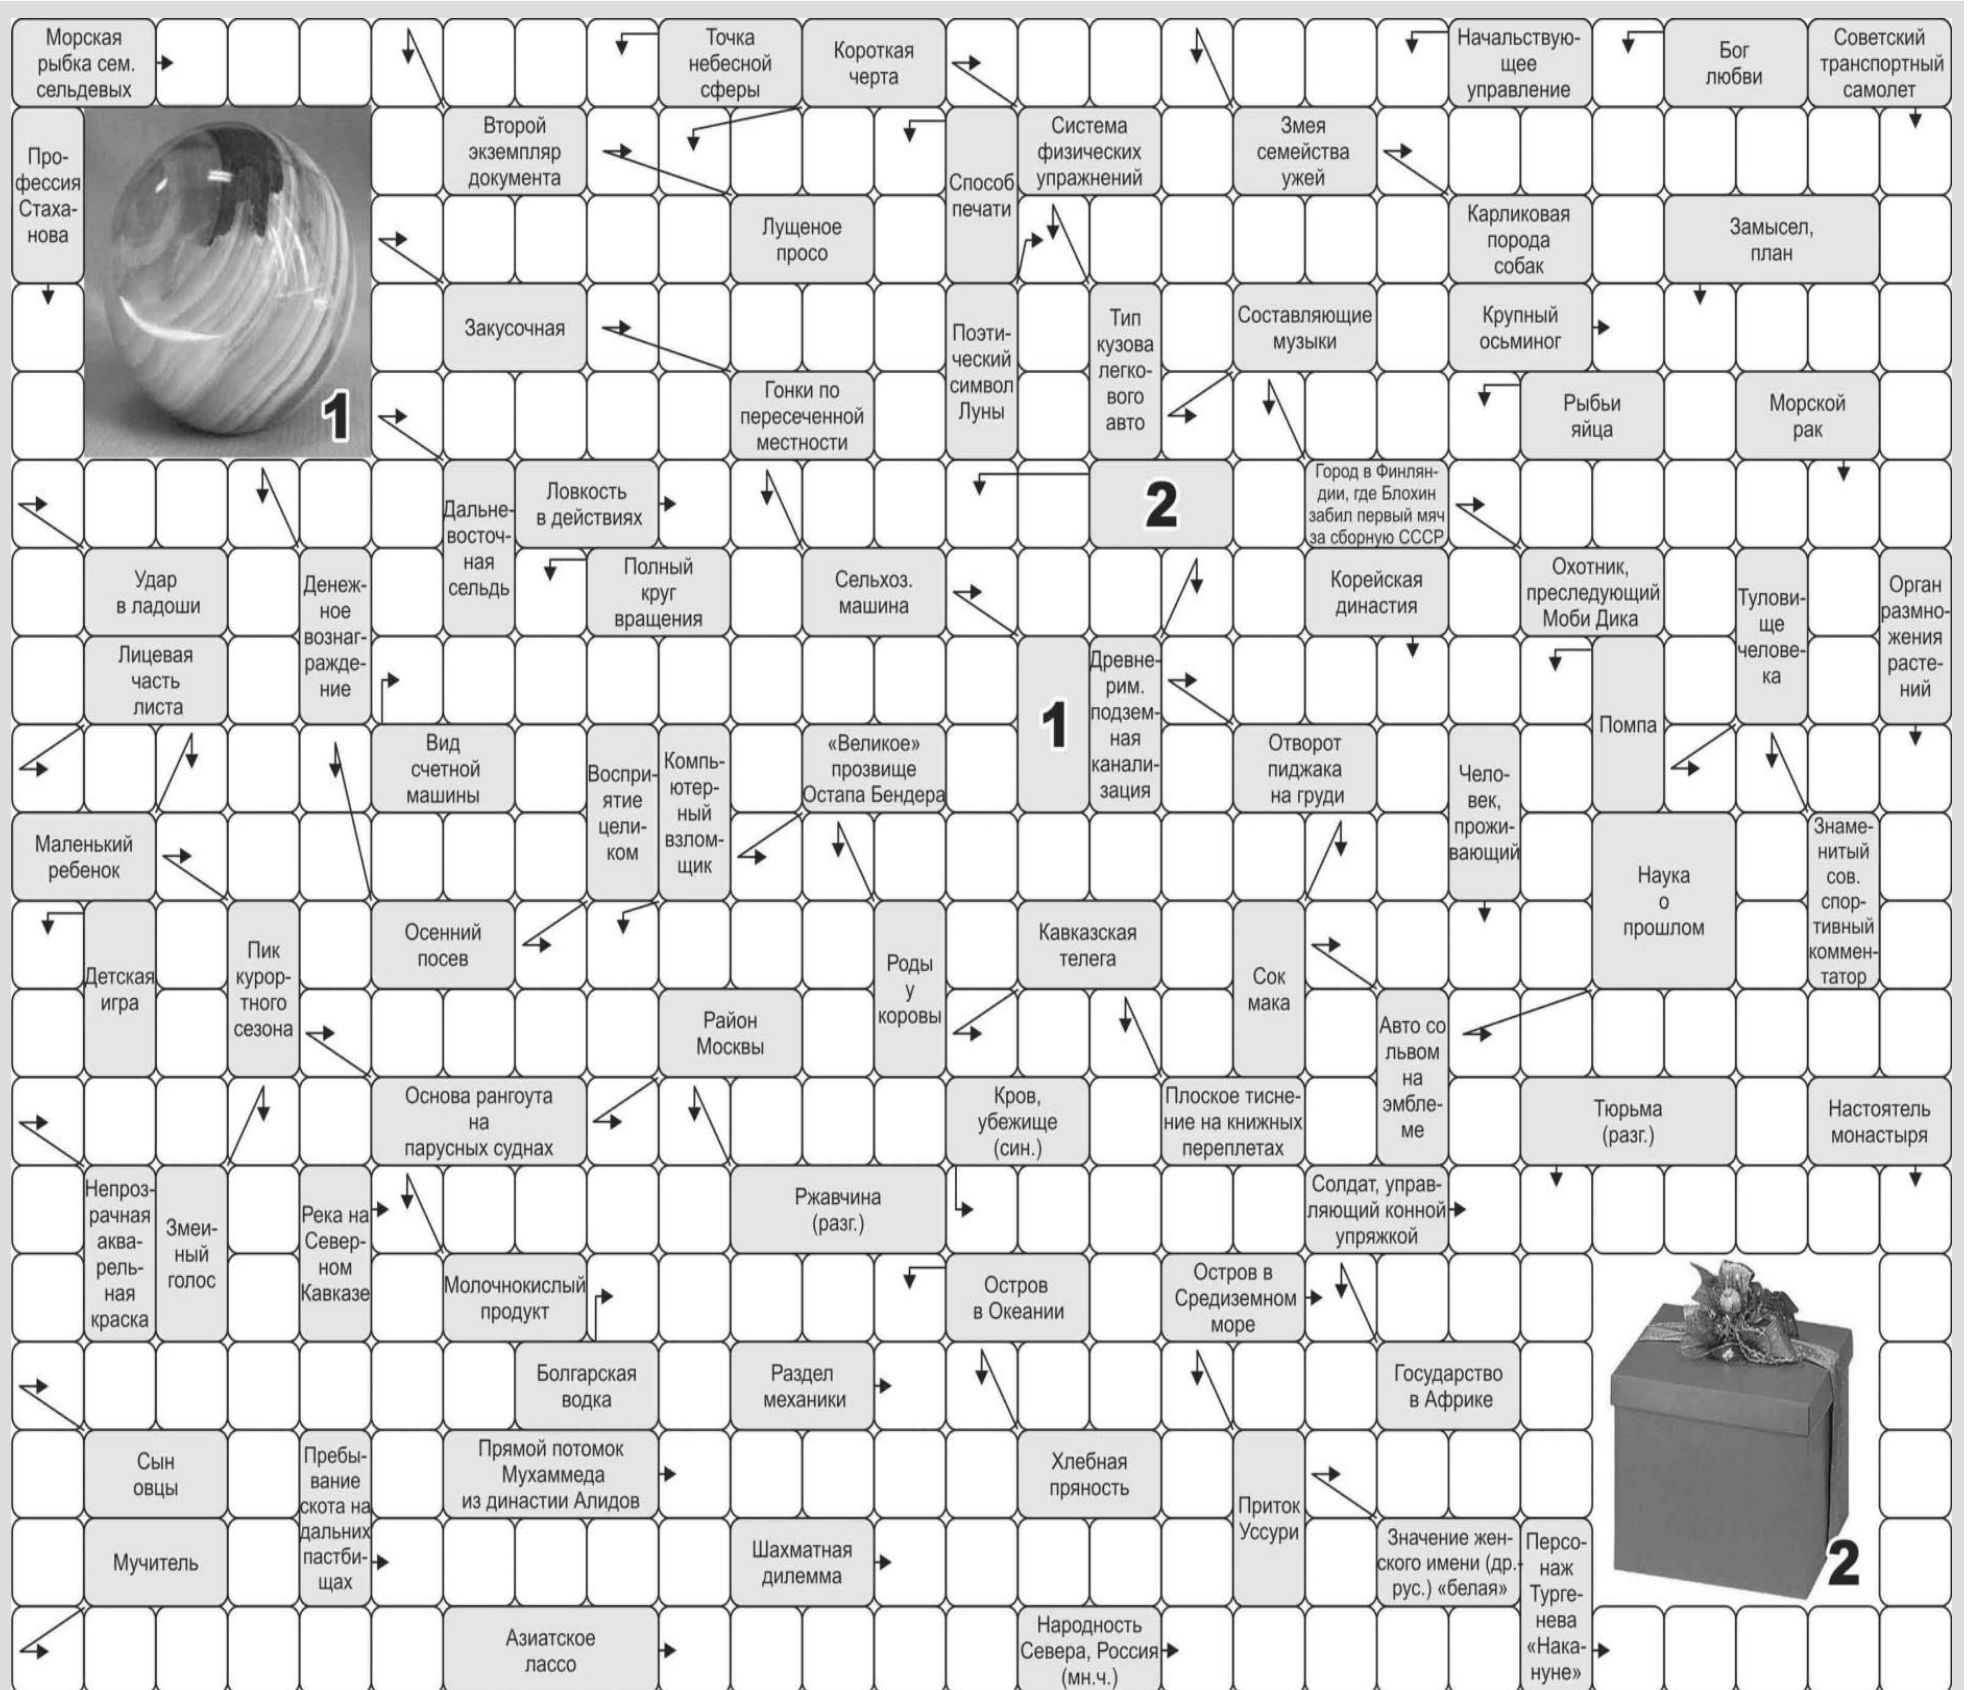 Морская
рыбка сем.
сельдевых
Точка
небесной
сферы
Короткая
черта
Начальствую-
щее
управление
Бог
любви
Советский
транспортный
самолет
Про-
фессия
Стаха-
нова
1
Второй
экземпляр
документа
Способ
печати
Система
физических
упражнений
Змея
семейства
ужей
Лущеное
просо
Карликовая
порода
собак
Замысел,
план
Закусочная
Поэти-
ческий
символ
Луны
Тип
кузова
легко-
вого
авто
Составляющие
музыки
Крупный
осьминог
Гонки по
пересеченной
местности
Рыбьи
яйца
Морской
рак
Дальне-
восточ-
ная
сельдь
Ловкость
в действиях
2
Город в Финлян-
дии, где Блохин
забил первый мяч
за сборную СССР
Удар
в ладоши
Денеж-
ное
вознаг-
ражде-
ние
Полный
круг
вращения
Сельхоз.
машина
Корейская
династия
Охотник,
преследующий
Моби Дика
Тулови-
ще
челове-
ка
Орган
размно-
жения
расте-
ний
Лицевая
часть
листа
1
Древне-
рим.
подзем-
ная
канали-
зация
Помпа
Вид
счетной
машины
Воспри-
ятие
цели-
ком
Компь-
ютер-
ный
взлом-
щик
«Великое»
прозвище
Остапа Бендера
Отворот
пиджака
на груди
Чело-
век,
прожи-
вающий
Маленький
ребенок
Наука
о
прошлом
Знаме-
нитый
сов.
спор-
тивный
коммен-
татор
Детская
игра
Пик
курор-
тного
сезона
Осенний
посев
Роды
у
коровы
Кавказская
телега
Сок
мака
Район
Москвы
Авто со
львом
на
эмбле-
ме
Основа рангоута
на
парусных суднах
Кров,
убежище
(син.)
Плоское тисне-
ние на книжных
переплетах
Тюрьма
(разг.)
Настоятель
монастыря
Непроз-
рачная
аква-
рель-
ная
краска
Змеи-
ный
голос
Река на
Север-
ном
Кавказе
Ржавчина
(разг.)
Солдат, управ-
ляющий конной
упряжкой
Молочнокислый
продукт
Остров
в Океании
Остров в
Средиземном
море
Болгарская
водка
Раздел
механики
Государство
в Африке
Сын
овцы
Пребы-
вание
скота на
дальних
пастби-
щах
Прямой потомок
Мухаммеда
из династии Алидов
Хлебная
пряность
Приток
Уссури
Мучитель
Шахматная
дилемма
Значение жен-
ского имени (др.-
рус.) «белая»
Персо-
наж
Турге-
нева
«Нака-
нуне»
2
Азиатское
лассо
Народность
Севера, Россия
(мн.ч.)